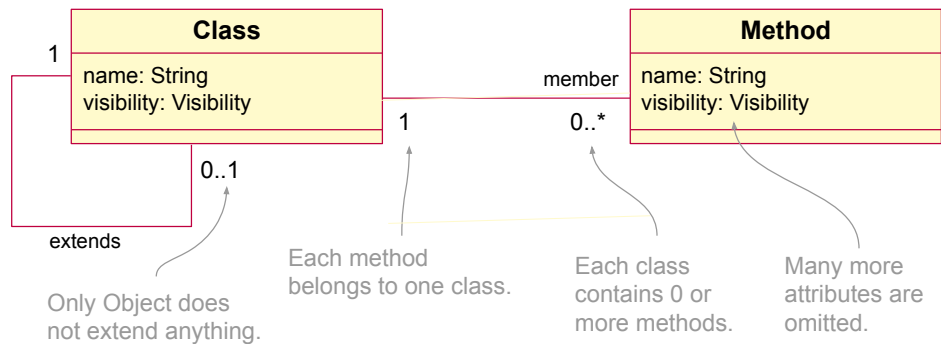 Class
name: String
visibility: Visibility
1
0..1
extends
1
member
0..*
Method
name: String
visibility: Visibility
Only Object does
not extend anything.
Each method
belongs to one class.
Each class
contains 0 or
more methods.
Many more
attributes are
omitted.